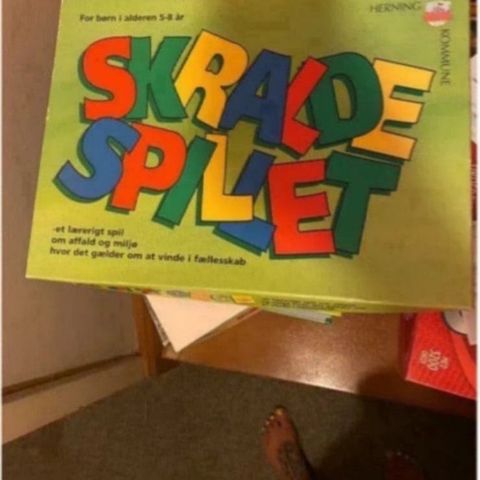 For børn i alderen 5-8 år
HERNING
KOMMUNE
SKRALDE
SPILLET
-et lærerigt spil
om affald og miljø
hvor det gælder om at vinde i fællesskab